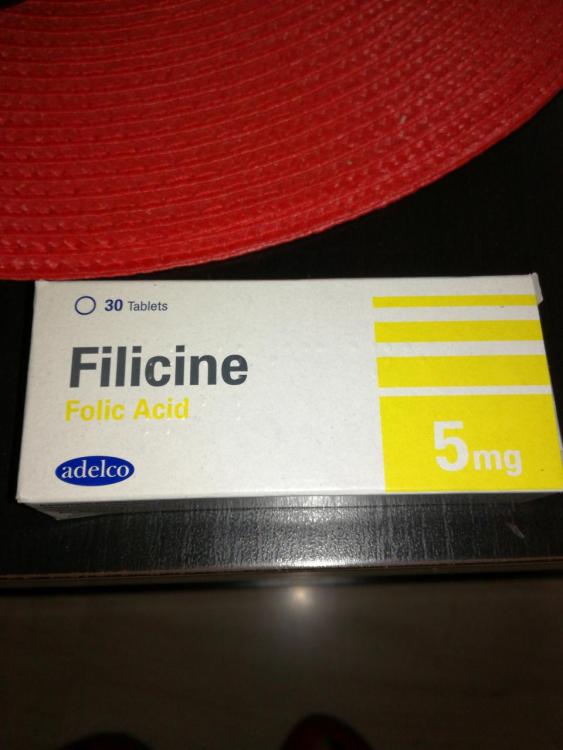 30 Tablets
Filicine
Folic Acid
5mg
adelco